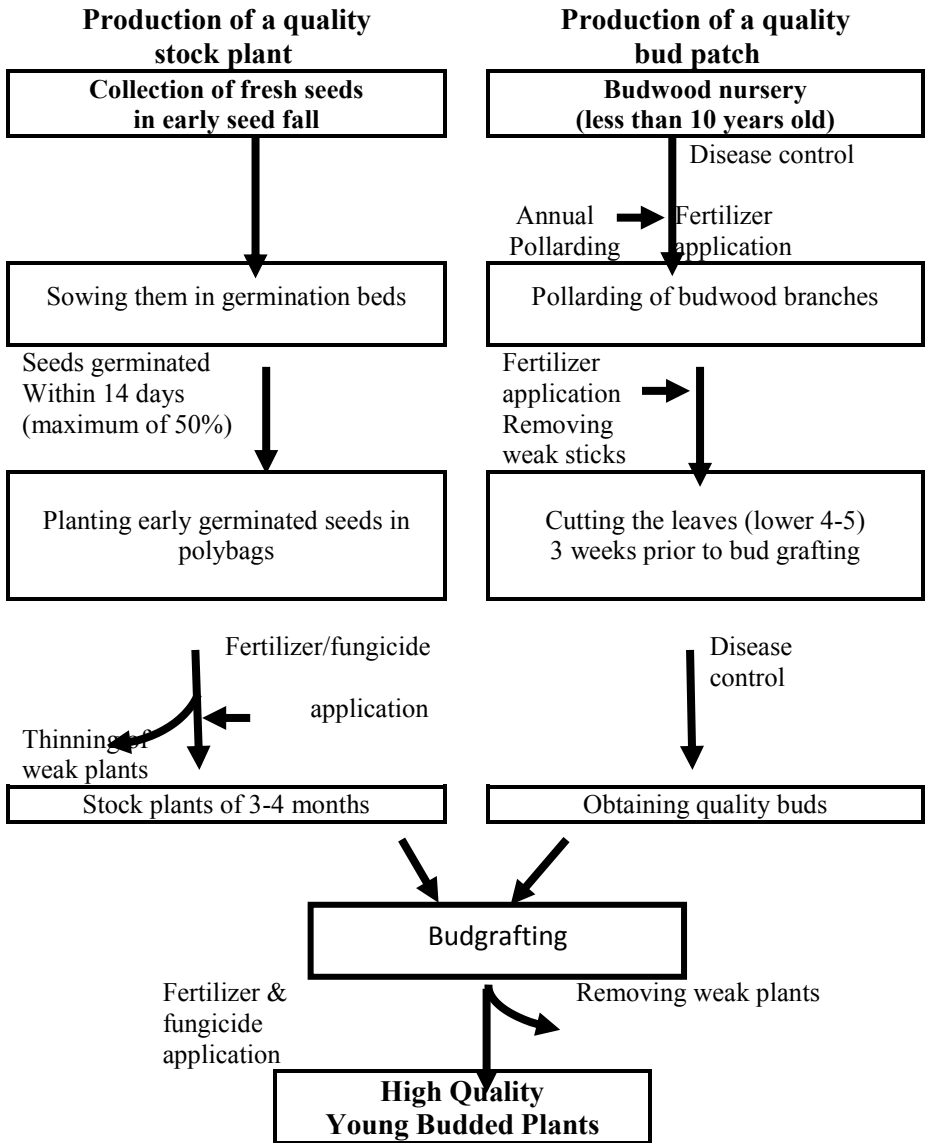 Production of a quality
stock plant
Collection of fresh seeds
in early seed fall
Sowing them in germination beds
Seeds germinated
Within 14 days
(maximum of 50%)
Planting early germinated seeds in
polybags
Fertilizer/fungicide
application
Thinning of
weak plants
Stock plants of 3-4 months
Production of a quality
bud patch
Budwood nursery
(less than 10 years old)
Disease control
Annual
Pollarding
Fertilizer
application
Pollarding of budwood branches
Fertilizer
application
Removing
weak sticks
Cutting the leaves (lower 4-5)
3 weeks prior to bud grafting
Disease
control
Obtaining quality buds
Budgrafting
Fertilizer &
fungicide
application
Removing weak plants
High Quality
Young Budded Plants